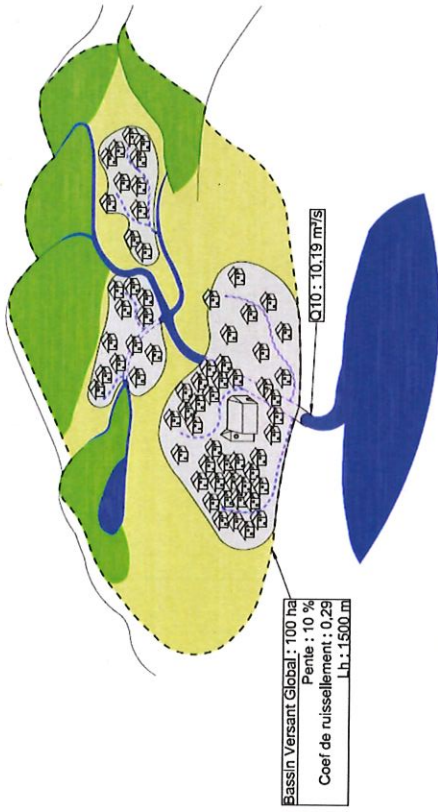 Bassin Versant Global : 100 ha
Pente : 10 %
Coef de ruissellement : 0,29
Lh : 1500 m
Q10 : 10,19 m³/s